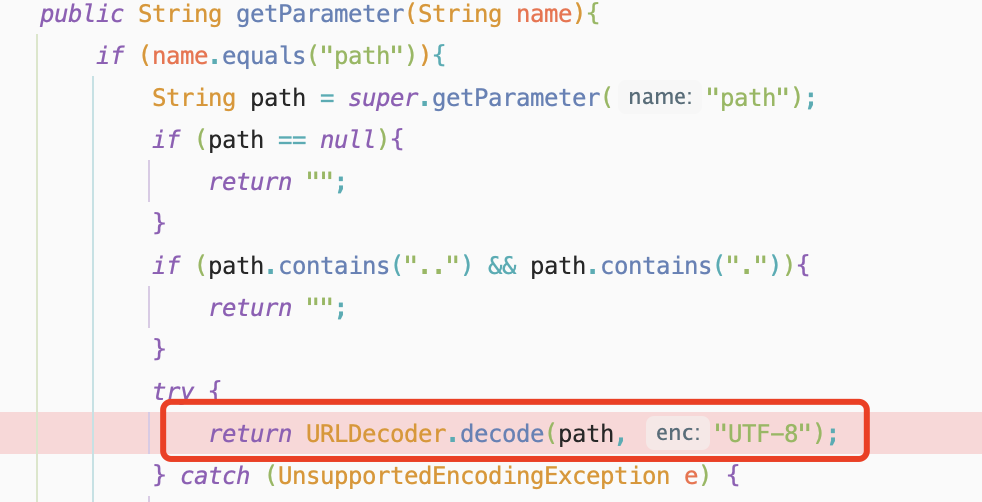 public String getParameter(String name){
if (name.equals("path")){
String path = super.getParameter( name: "path");
if (path == null){
return "";
}
if (path.contains("..") && path.contains(".")){
return "";
}
try {
return URLDecoder.decode(path, enc: "UTF-8");
} catch (UnsupportedEncodingException e) {